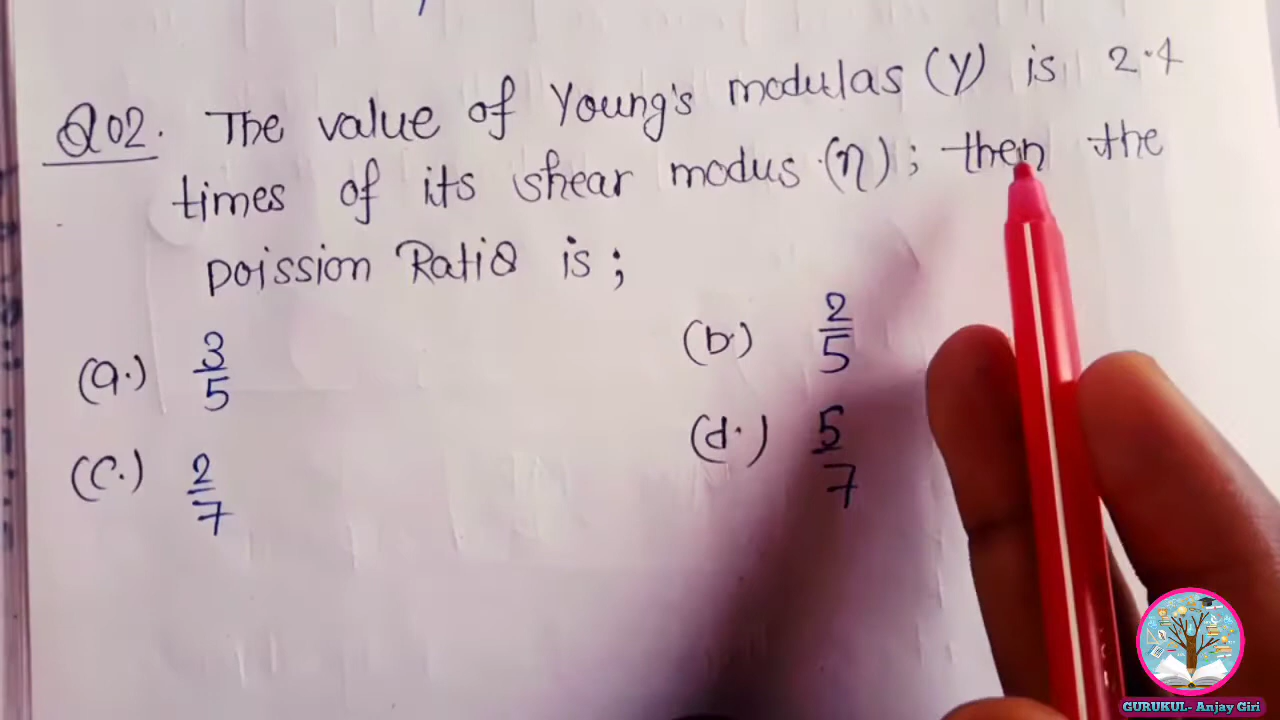 Q02. The value of Young's modulas (Y) is 2.4
times of its shear modus (η); then the
poission Ratio is;
(a.) 3/5
(b.) 2/5
(c.) 2/7
(d.) 5/7
GURUKUL- Anjay Giri